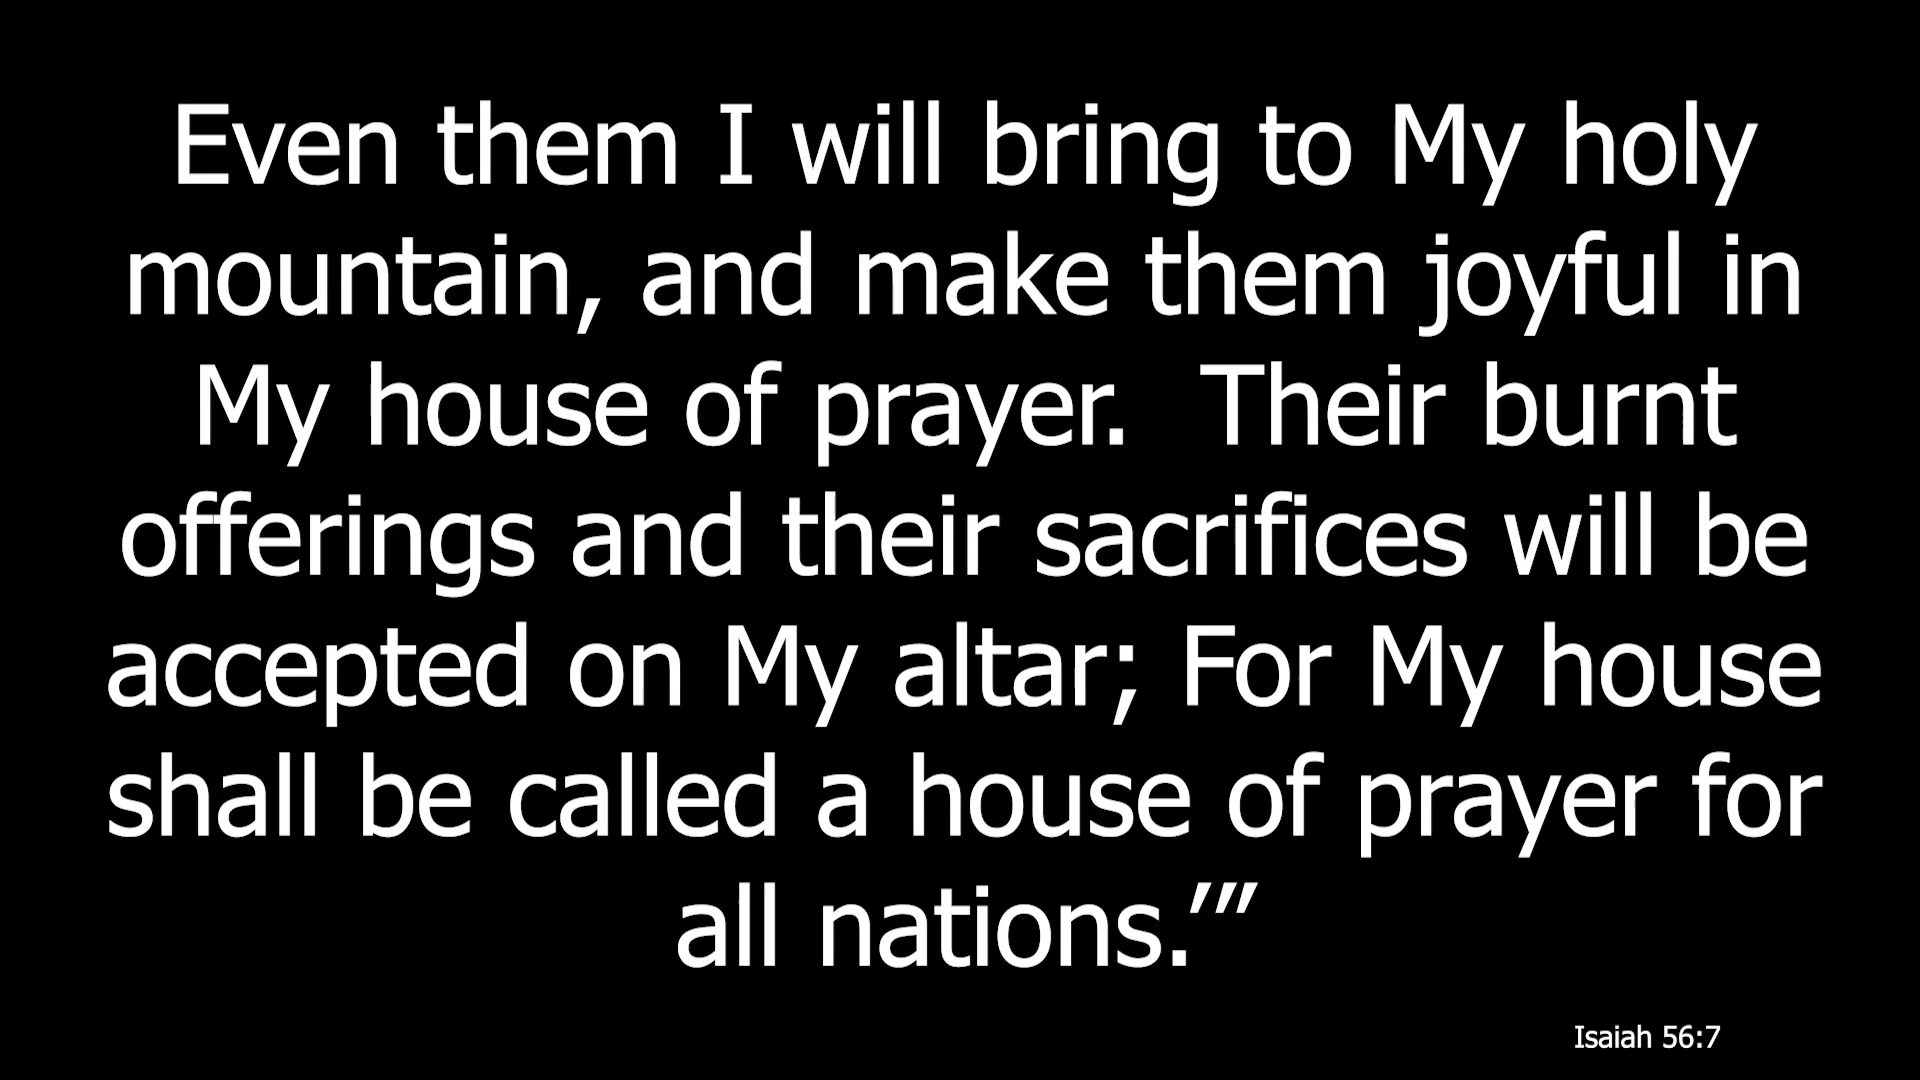 Even them I will bring to My holy
mountain, and make them joyful in
My house of prayer.  Their burnt
offerings and their sacrifices will be
accepted on My altar; For My house
shall be called a house of prayer for
all nations.’”
Isaiah 56:7